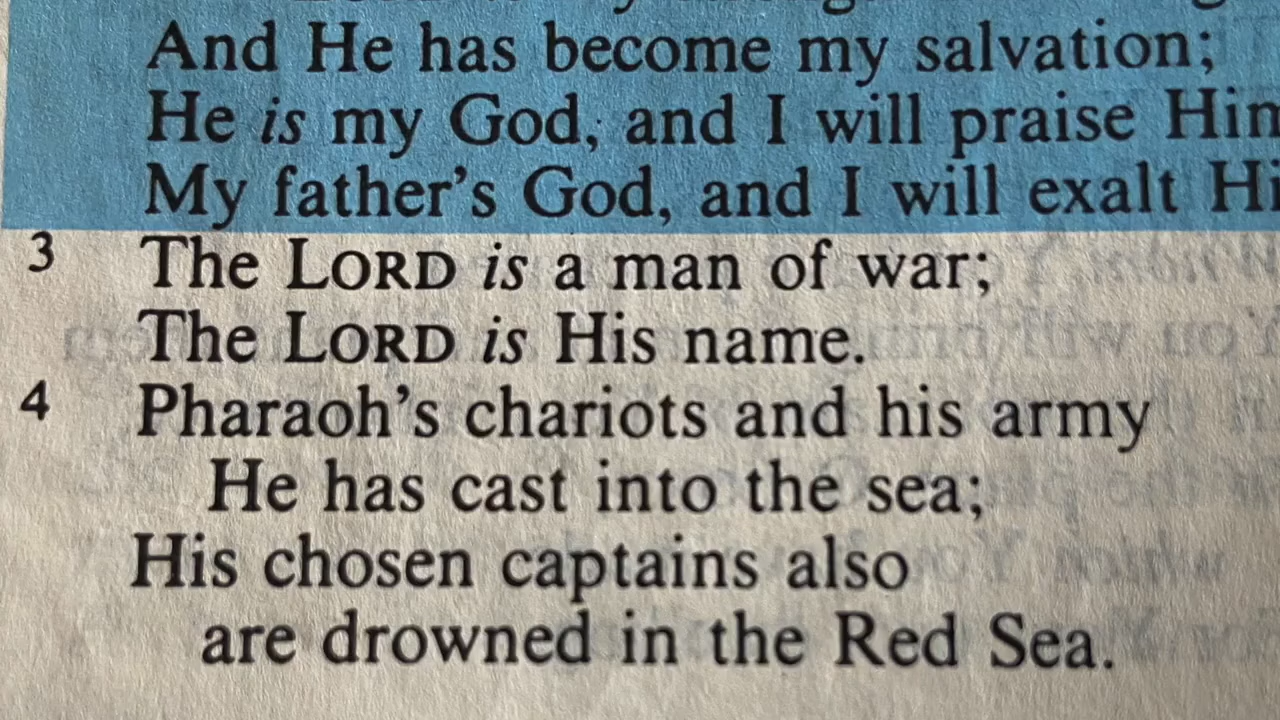 And He has become my salvation;
He is my God, and I will praise
My father's God, and I will exalt
3 The LORD is a man of war;
The LORD is His name.
4 Pharaoh's chariots and his army
He has cast into the sea;
His chosen captains also
are drowned in the Red Sea.